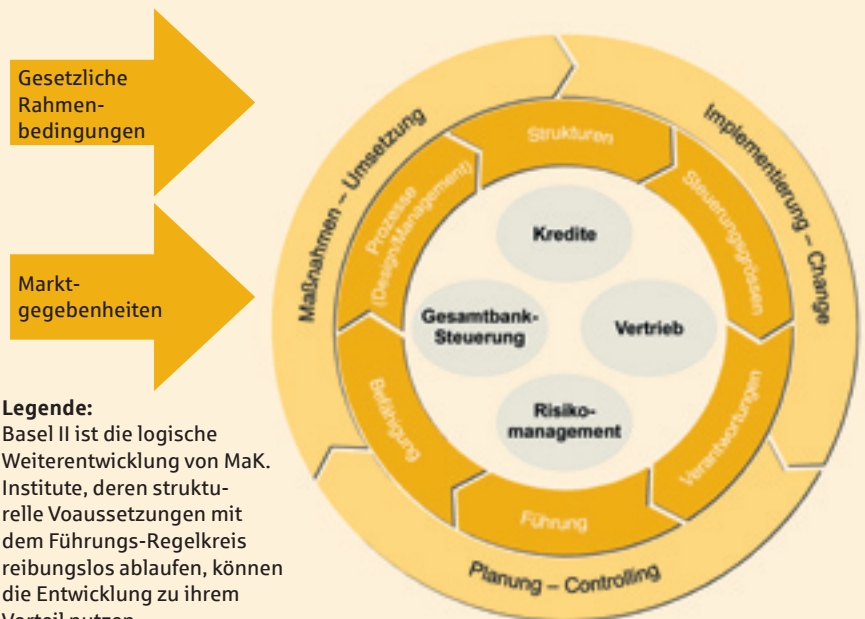 Gesetzliche
Rahmen-
bedingungen
Markt-
gegebenheiten
Maßnahmen – Umsetzung
Implementierung – Change
Planung – Controlling
Strukturen
Steuerungsgrössen
Verantwortungen
Führung
Befähigung
Prozesse
(Design/Management)
Kredite
Gesamtbank-
Steuerung
Vertrieb
Risiko-
management
Legende:
Basel II ist die logische
Weiterentwicklung von MaK.
Institute, deren struktu-
relle Voaussetzungen mit
dem Führungs-Regelkreis
reibungslos ablaufen, können
die Entwicklung zu ihrem
Vorteil nutzen